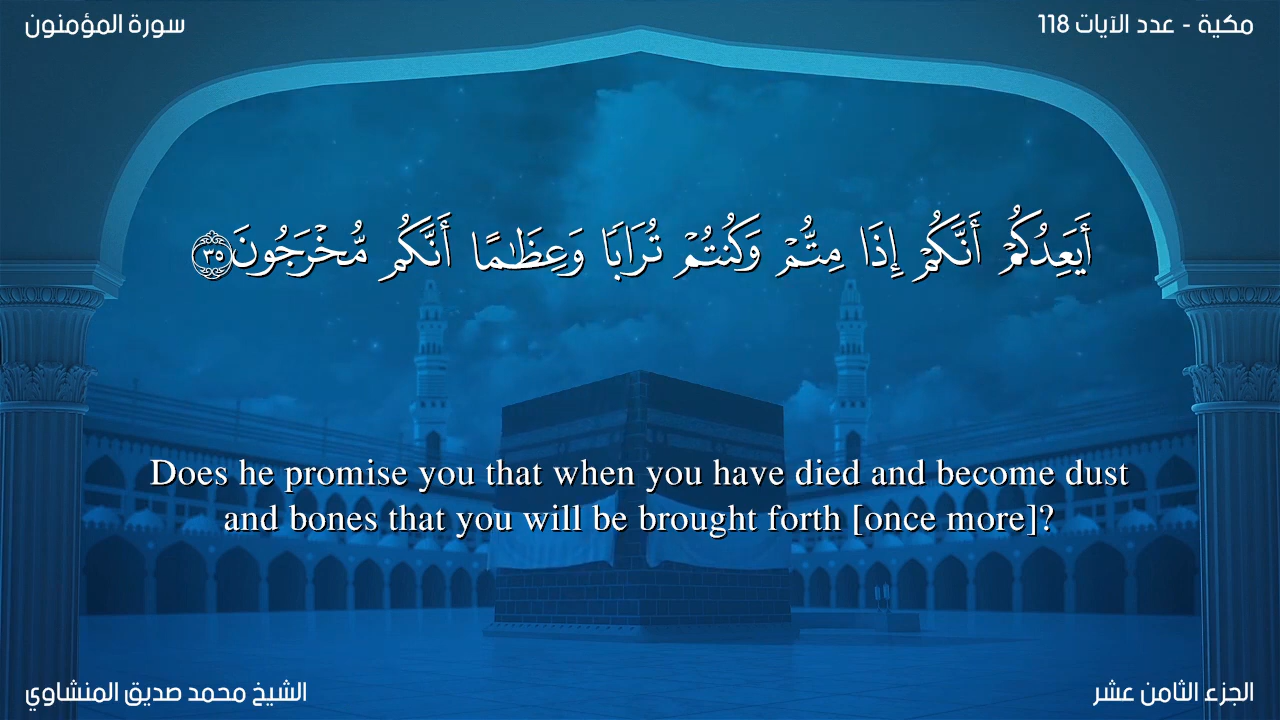 مكية - عدد الآيات 118
سورة المؤمنون
أَيَعِدُكُمْ أَنَّكُمْ إِذَا مِتُّمْ وَكُنتُمْ تُرَابًا وَعِظَٰمًا أَنَّكُم مُّخْرَجُونَ ٣٥
Does he promise you that when you have died and become dust
and bones that you will be brought forth [once more]?
الجزء الثامن عشر
الشيخ محمد صديق المنشاوي